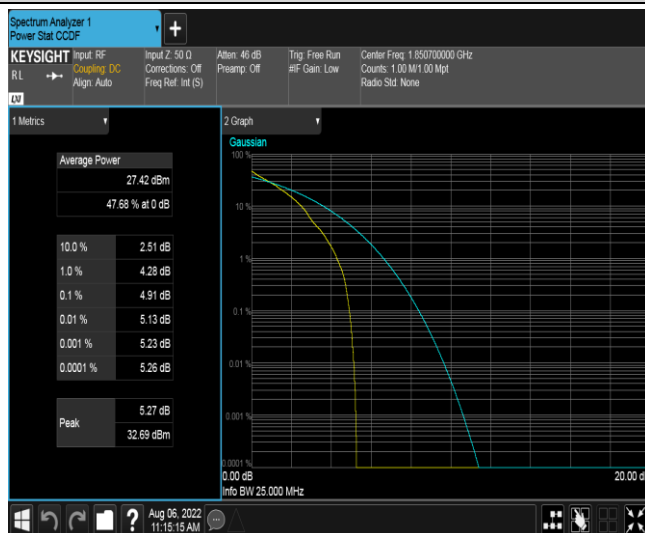 Spectrum Analyzer 1
Power Stat CCDF
+
KEYSIGHT
RL
LXI
Input: RF
Coupling: DC
Align: Auto
Input Z: 50 Ω
Corrections: Off
Freq Ref: Int (S)
Atten: 46 dB
Preamp: Off
Trig: Free Run
#IF Gain: Low
Center Freq: 1.850700000 GHz
Counts: 1.00 M/1.00 Mpt
Radio Std: None
1 Metrics
Average Power
27.42 dBm
47.68 % at 0 dB
10.0 % 2.51 dB
1.0 % 4.28 dB
0.1 % 4.91 dB
0.01 % 5.13 dB
0.001 % 5.23 dB
0.0001 % 5.26 dB
Peak
5.27 dB
32.69 dBm
2 Graph
Gaussian
100 %
10 %
1 %
0.1 %
0.01 %
0.001 %
0.0001 %
0.00 dB
20.00 d
Info BW 25.000 MHz
?
Aug 06, 2022
11:15:15 AM